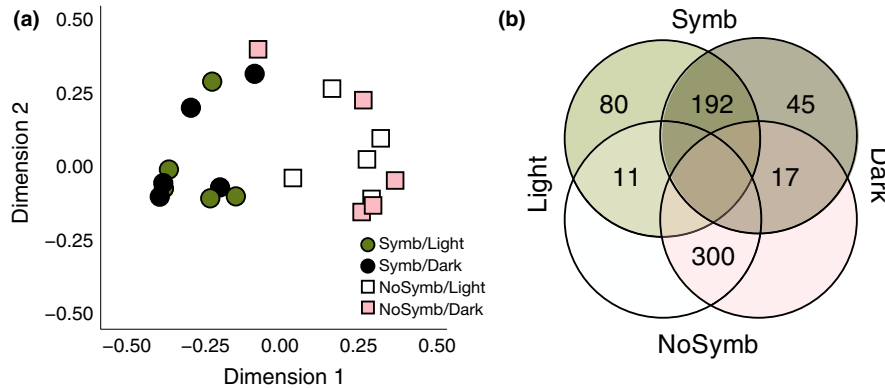 (a)
Dimension 2
0.50
0.25
0.00
−0.25
−0.50
−0.50 −0.25 0.00 0.25 0.50
Dimension 1
Symb/Light
Symb/Dark
NoSymb/Light
NoSymb/Dark
(b)
Symb
Light
Dark
80 192 45
11 17
300
NoSymb